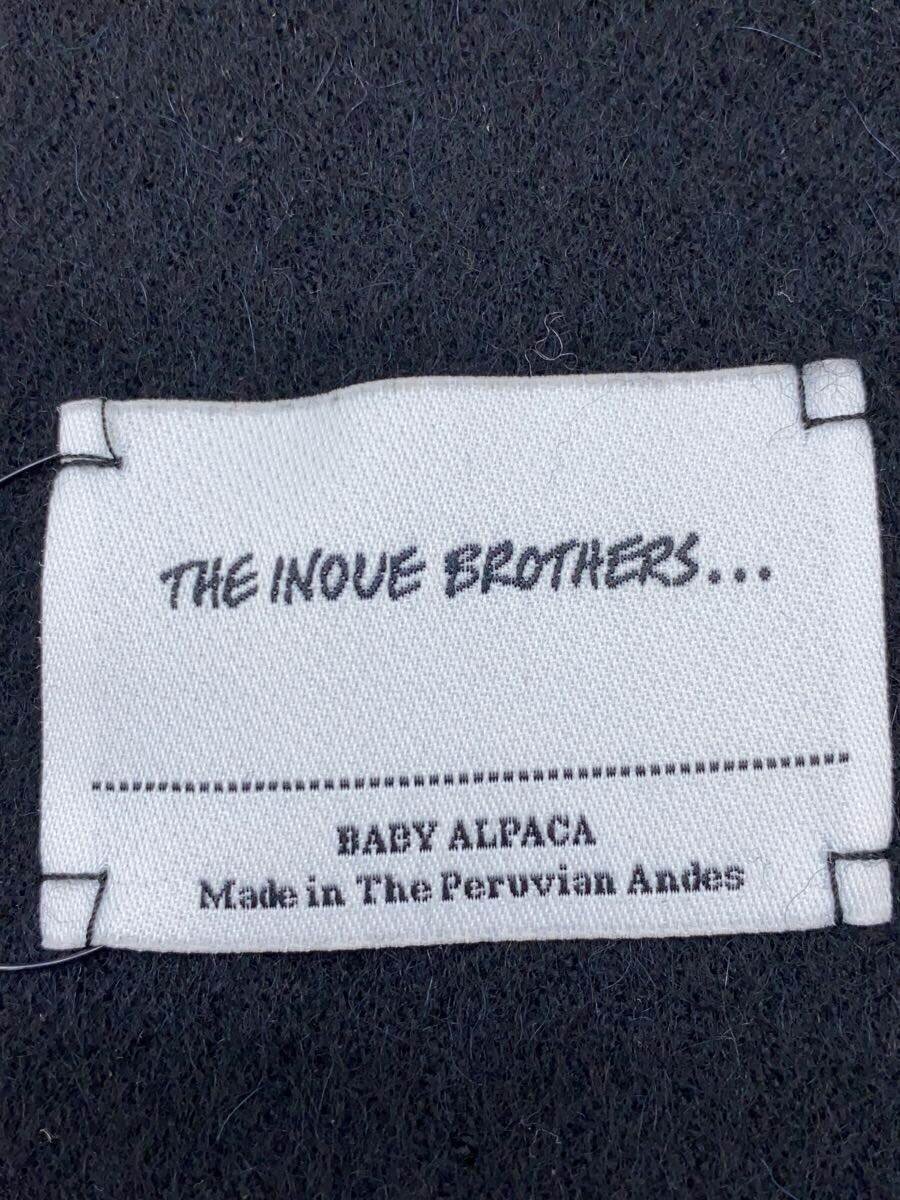 THE INOUE BROTHERS...
BABY ALPACA
Made in The Peruvian Andes